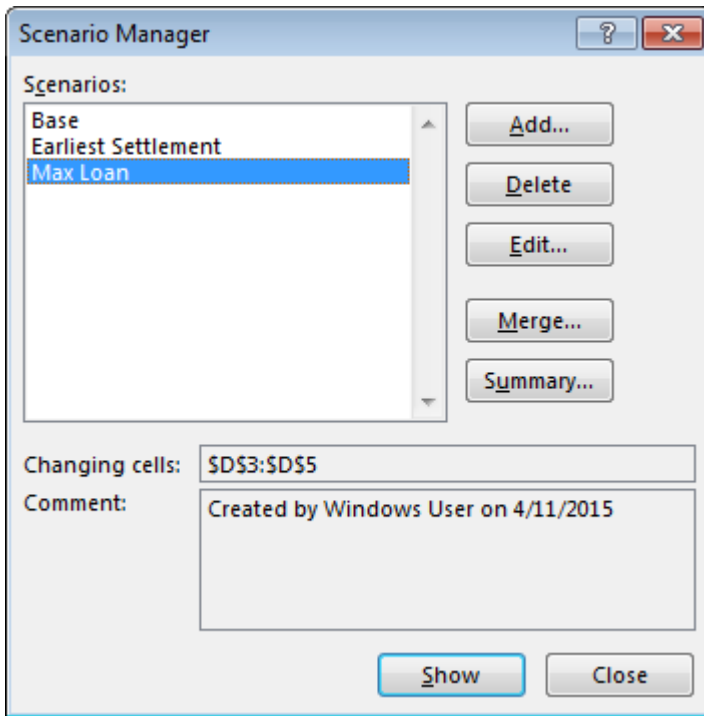 Scenario Manager
?
Scenarios:
Base
Earliest Settlement
Max Loan
Add...
Delete
Edit...
Merge...
Summary...
Changing cells: $D$3:$D$5
Comment: Created by Windows User on 4/11/2015
Show Close